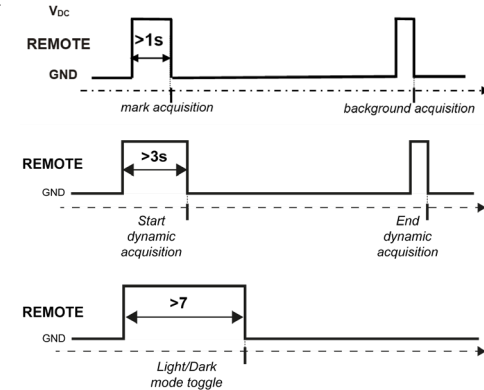 VDC
REMOTE
>1s
GND
mark acquisition
background acquisition
REMOTE
>3s
GND
Start
dynamic
acquisition
End
dynamic
acquisition
REMOTE
>7
GND
Light/Dark
mode toggle